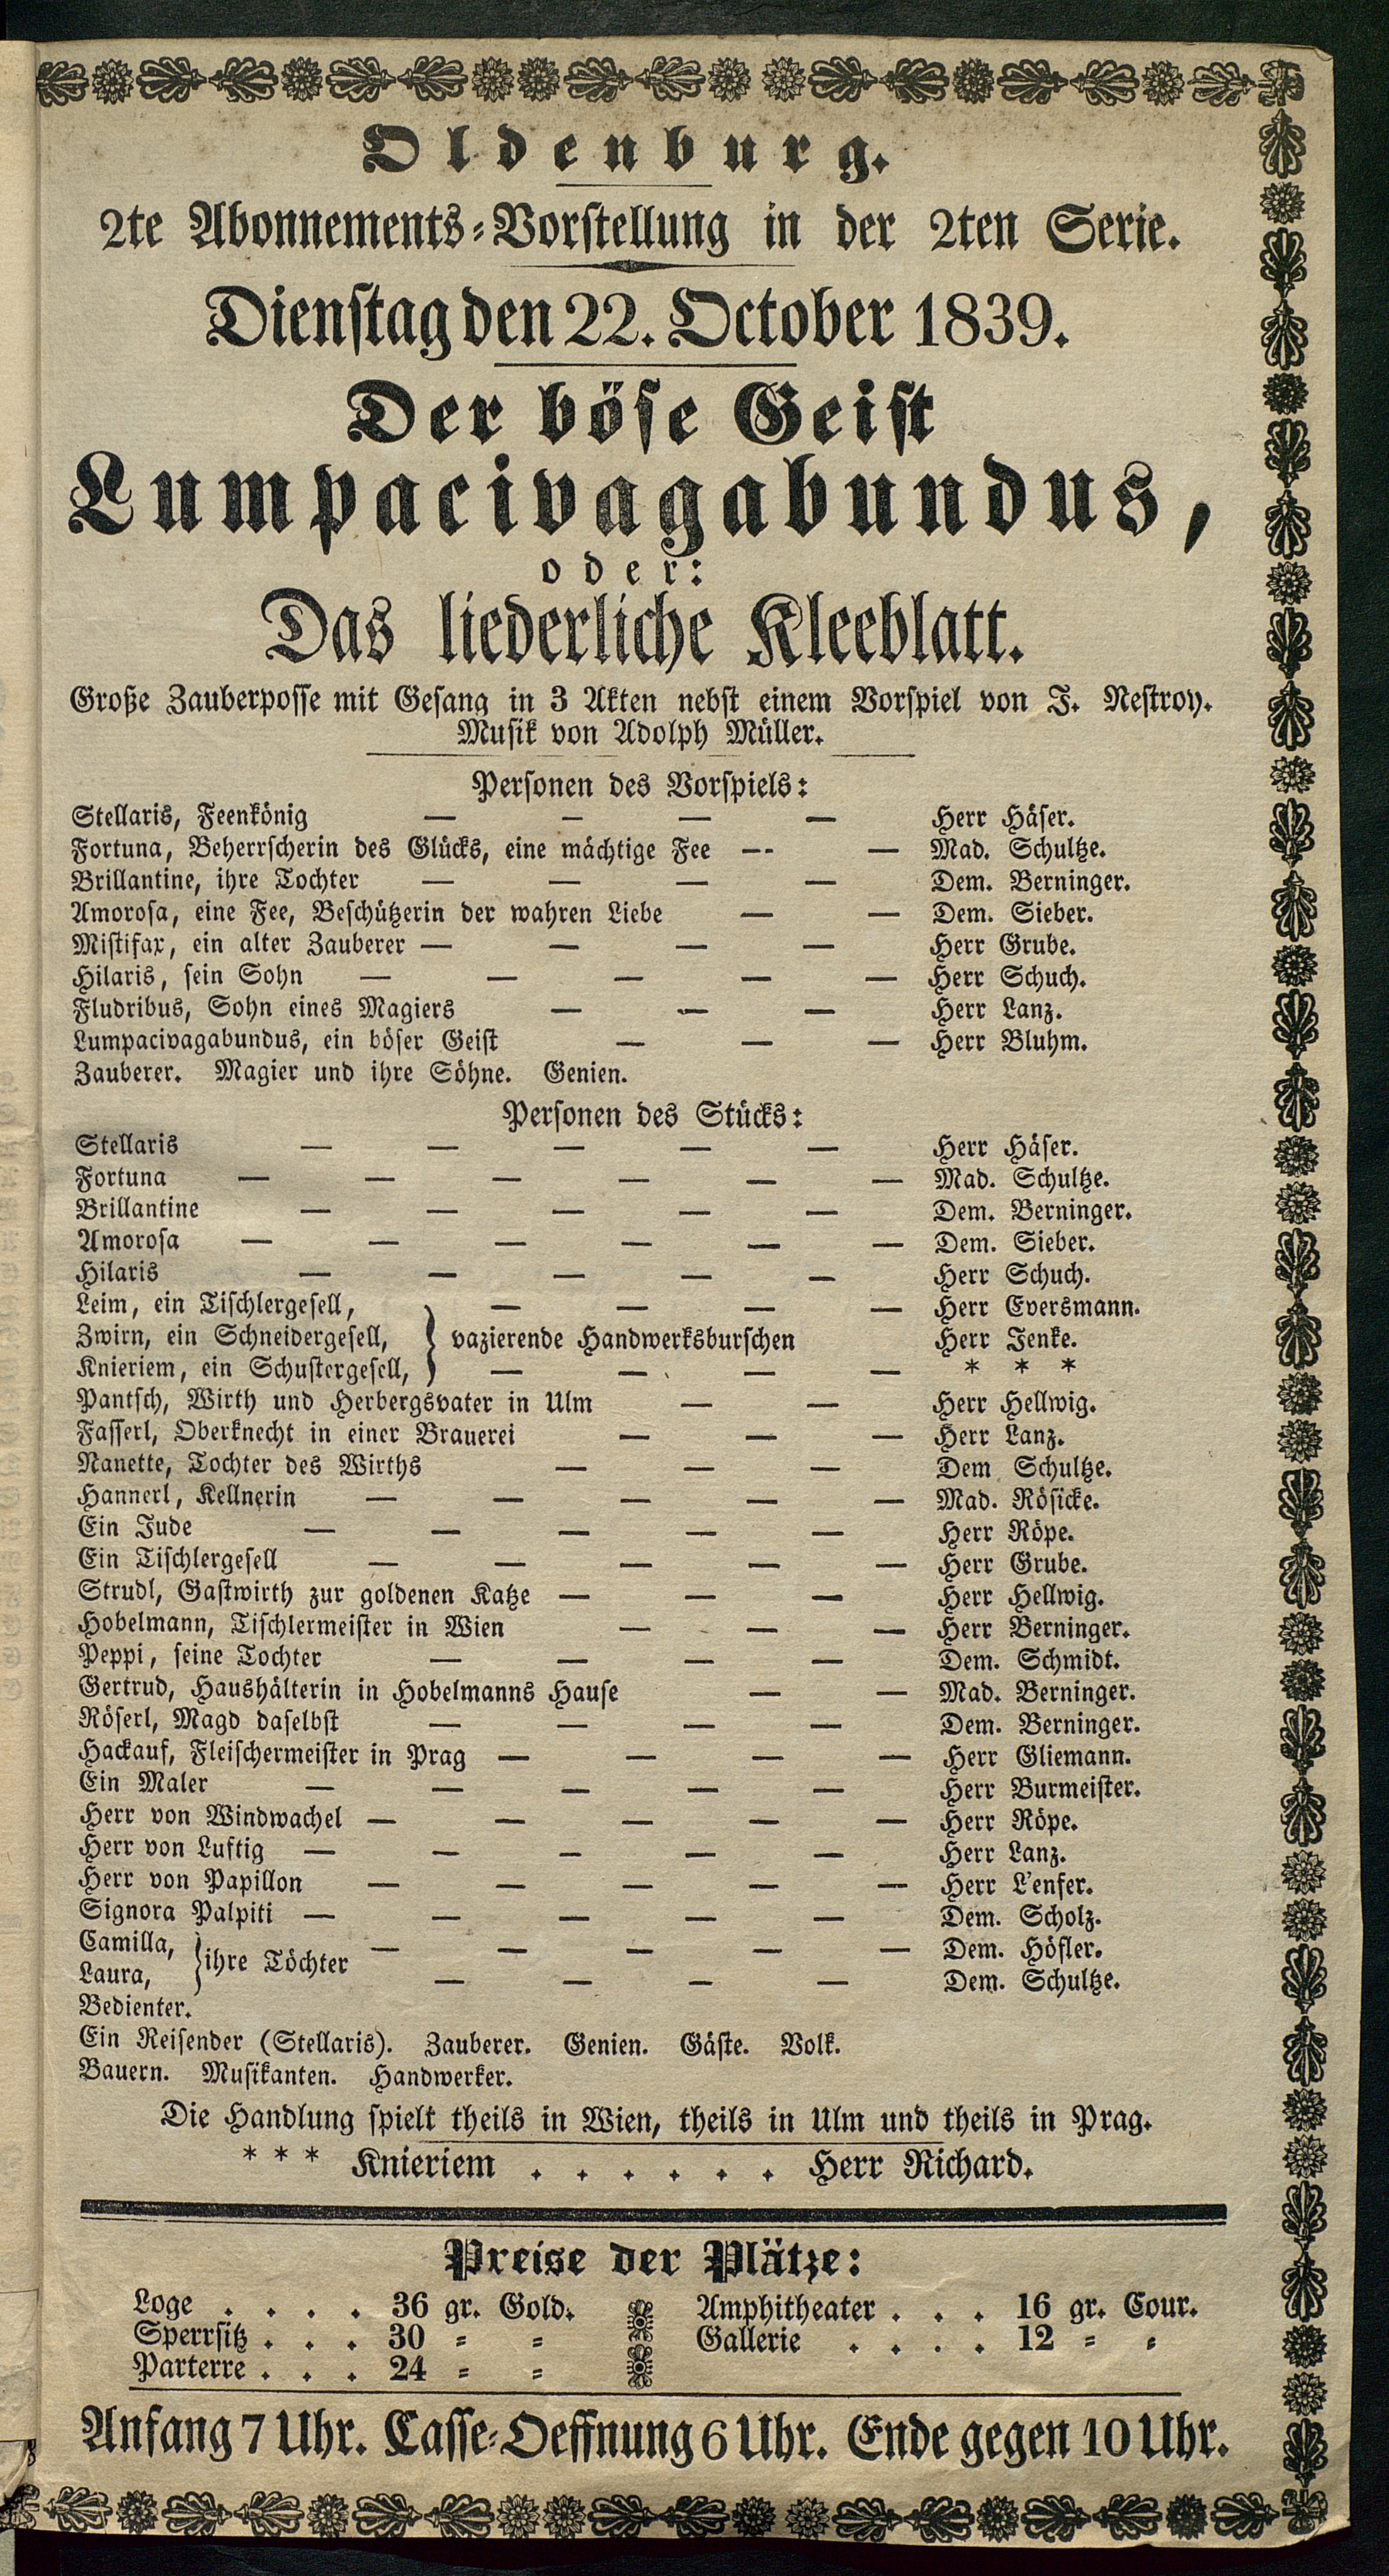 Oldenburg.
2te Abonnements-Vorstellung in der 2ten Serie.
Dienstag den 22. October 1839.
Der böse Geist
Lumpacivagabundus,
oder:
Das liederliche Kleeblatt.
Große Zauberposse mit Gesang in 3 Akten nebst einem Vorspiel von J. Nestroy.
Musik von Adolph Müller.
Personen des Vorspiels:
Stellaris, Feenkönig — — — — Herr Häser.
Fortuna, Beherrscherin des Glücks, eine mächtige Fee — — Mad. Schultze.
Brillantine, ihre Tochter — — — — Dem. Berninger.
Amorosa, eine Fee, Beschützerin der wahren Liebe — — Dem. Sieber.
Mistifax, ein alter Zauberer — — — — Herr Grube.
Hilaris, sein Sohn — — — — — Herr Schuch.
Fludribus, Sohn eines Magiers — — — Herr Lanz.
Lumpacivagabundus, ein böser Geist — — — Herr Bluhm.
Zauberer. Magier und ihre Söhne. Genien.
Personen des Stücks:
Stellaris — — — — — Herr Häser.
Fortuna — — — — — — Mad. Schultze.
Brillantine — — — — — Dem. Berninger.
Amorosa — — — — — — Dem. Sieber.
Hilaris — — — — — Herr Schuch.
Leim, ein Tischlergesell, — — — — Herr Eversmann.
Zwirn, ein Schneidergesell, } vazierende Handwerksburschen Herr Jenke.
Knieriem, ein Schustergesell, — — — — * * *
Pantsch, Wirth und Herbergsvater in Ulm — — Herr Hellwig.
Fasserl, Oberknecht in einer Brauerei — — — Herr Lanz.
Nanette, Tochter des Wirths — — — Dem Schultze.
Hannerl, Kellnerin — — — — — Mad. Rösicke.
Ein Jude — — — — — Herr Röpe.
Ein Tischlergesell — — — — — Herr Grube.
Strudl, Gastwirth zur goldenen Katze — — — Herr Hellwig.
Hobelmann, Tischlermeister in Wien — — — Herr Berninger.
Peppi, seine Tochter — — — — Dem. Schmidt.
Gertrud, Haushälterin in Hobelmanns Hause — — Mad. Berninger.
Röserl, Magd daselbst — — — — Dem. Berninger.
Hackauf, Fleischermeister in Prag — — — — Herr Gliemann.
Ein Maler — — — — — Herr Burmeister.
Herr von Windwachel — — — — — Herr Röpe.
Herr von Luftig — — — — — Herr Lanz.
Herr von Papillon — — — — — Herr L'enfer.
Signora Palpiti — — — — — Dem. Scholz.
Camilla, } ihre Töchter — — — — — Dem. Höfler.
Laura, — — — — Dem. Schultze.
Bedienter.
Ein Reisender (Stellaris). Zauberer. Genien. Gäste. Volk.
Bauern. Musikanten. Handwerker.
Die Handlung spielt theils in Wien, theils in Ulm und theils in Prag.
* * * Knieriem . . . . . . Herr Richard.
Preise der Plätze:
Loge . . . . 36 gr. Gold. Amphitheater . . . 16 gr. Cour.
Sperrsitz . . . 30 = = Gallerie . . . . 12 = =
Parterre . . . 24 = =
Anfang 7 Uhr. Casse-Oeffnung 6 Uhr. Ende gegen 10 Uhr.